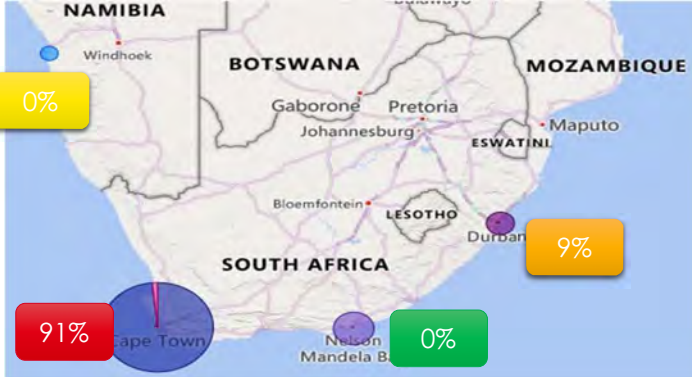 NAMIBIA
Windhoek
BOTSWANA
MOZAMBIQUE
0%
Gaborone
Pretoria
Johannesburg
Maputo
ESWATINI
Bloemfontein
LESOTHO
Durban
9%
SOUTH AFRICA
91%
Cape Town
Nelson
Mandela Ba
0%